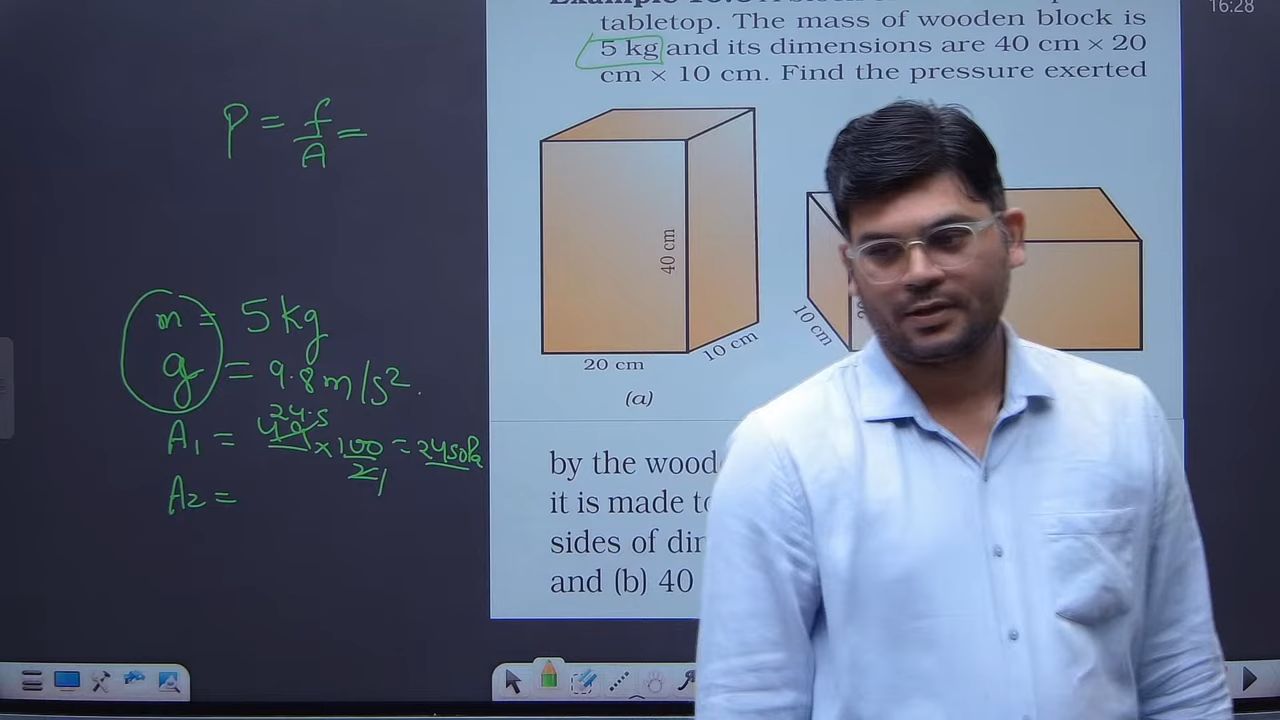 16:28
tabletop. The mass of wooden block is
5 kg and its dimensions are 40 cm × 20
cm × 10 cm. Find the pressure exerted
P = f/A =
40 cm
20 cm
10 cm
(a)
10 cm
m = 5 kg
g = 9.8 m/s².
A₁ = × 100/2 = 2450Pa
24.5
A₂ =
by the wood
it is made to
sides of
and (b) 40